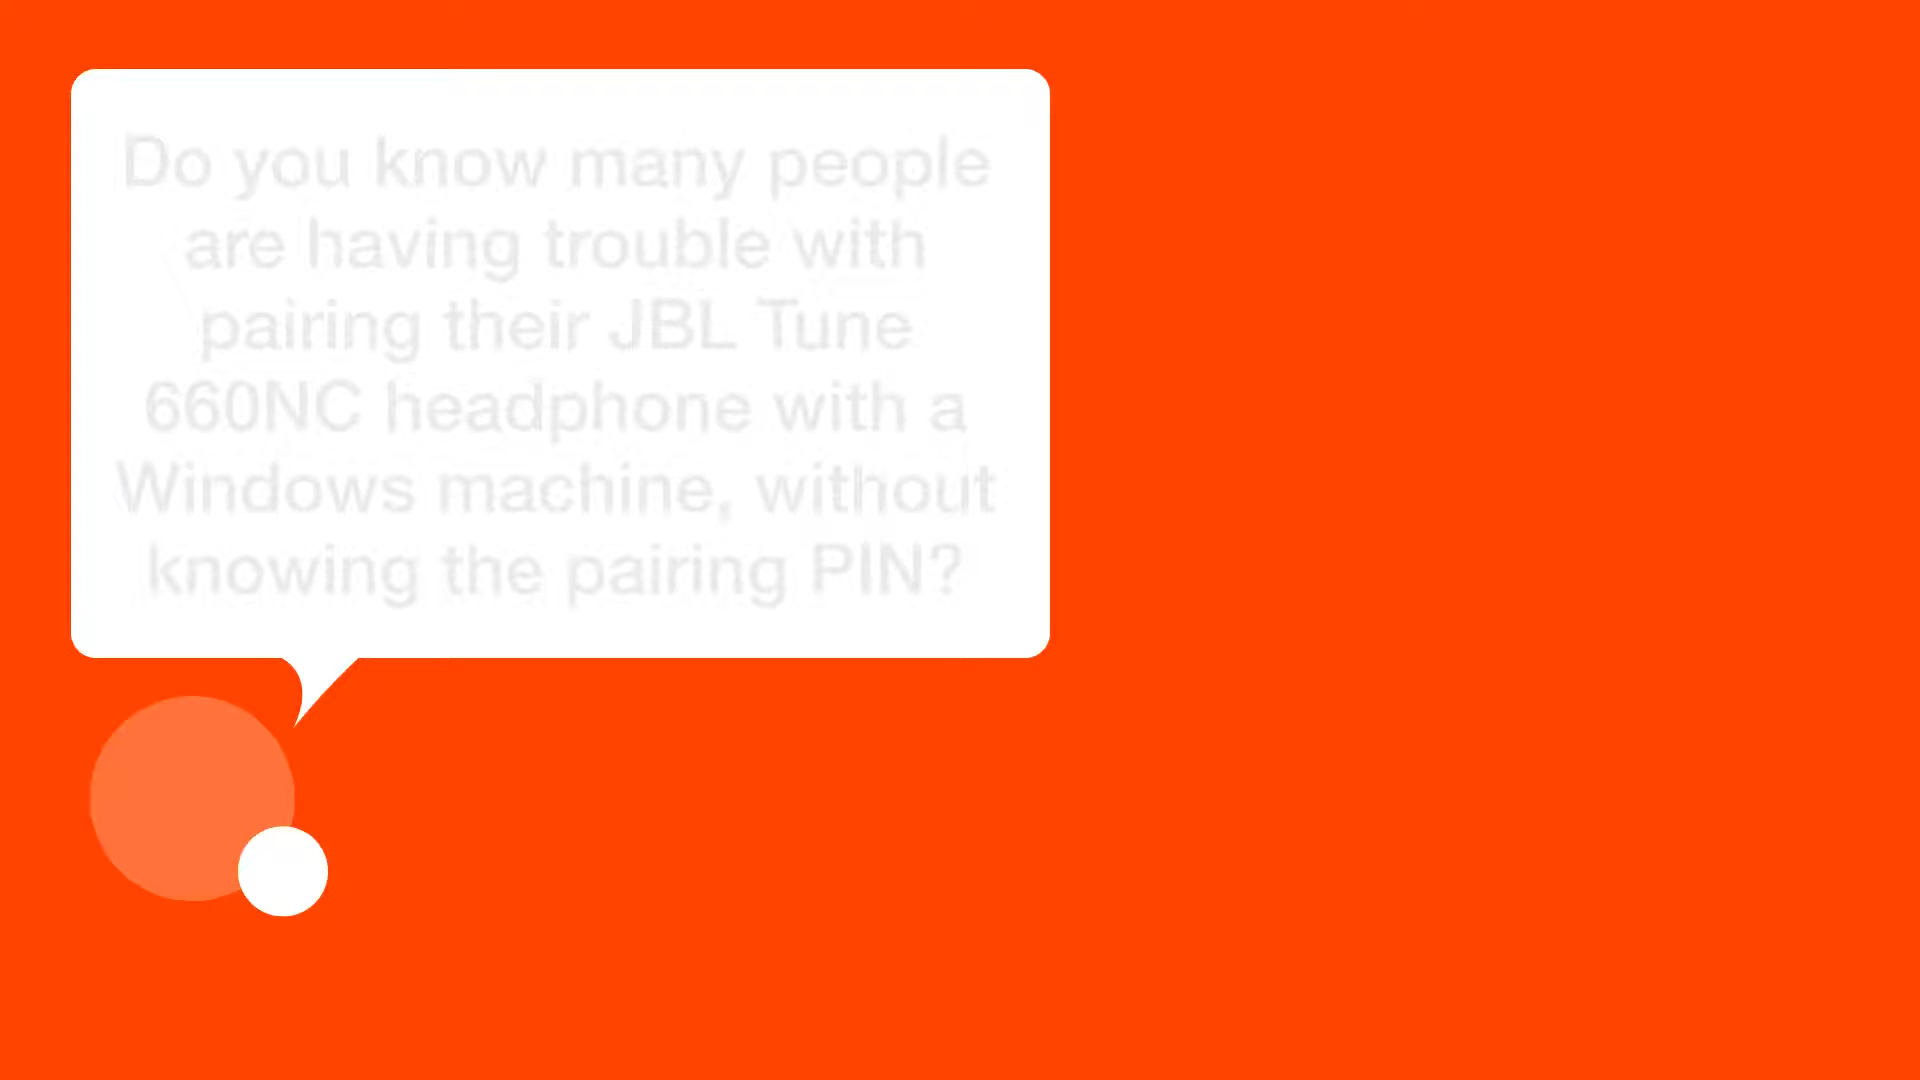 Do you know many people
are having trouble with
pairing their JBL Tune
660NC headphone with a
Windows machine, without
knowing the pairing PIN?